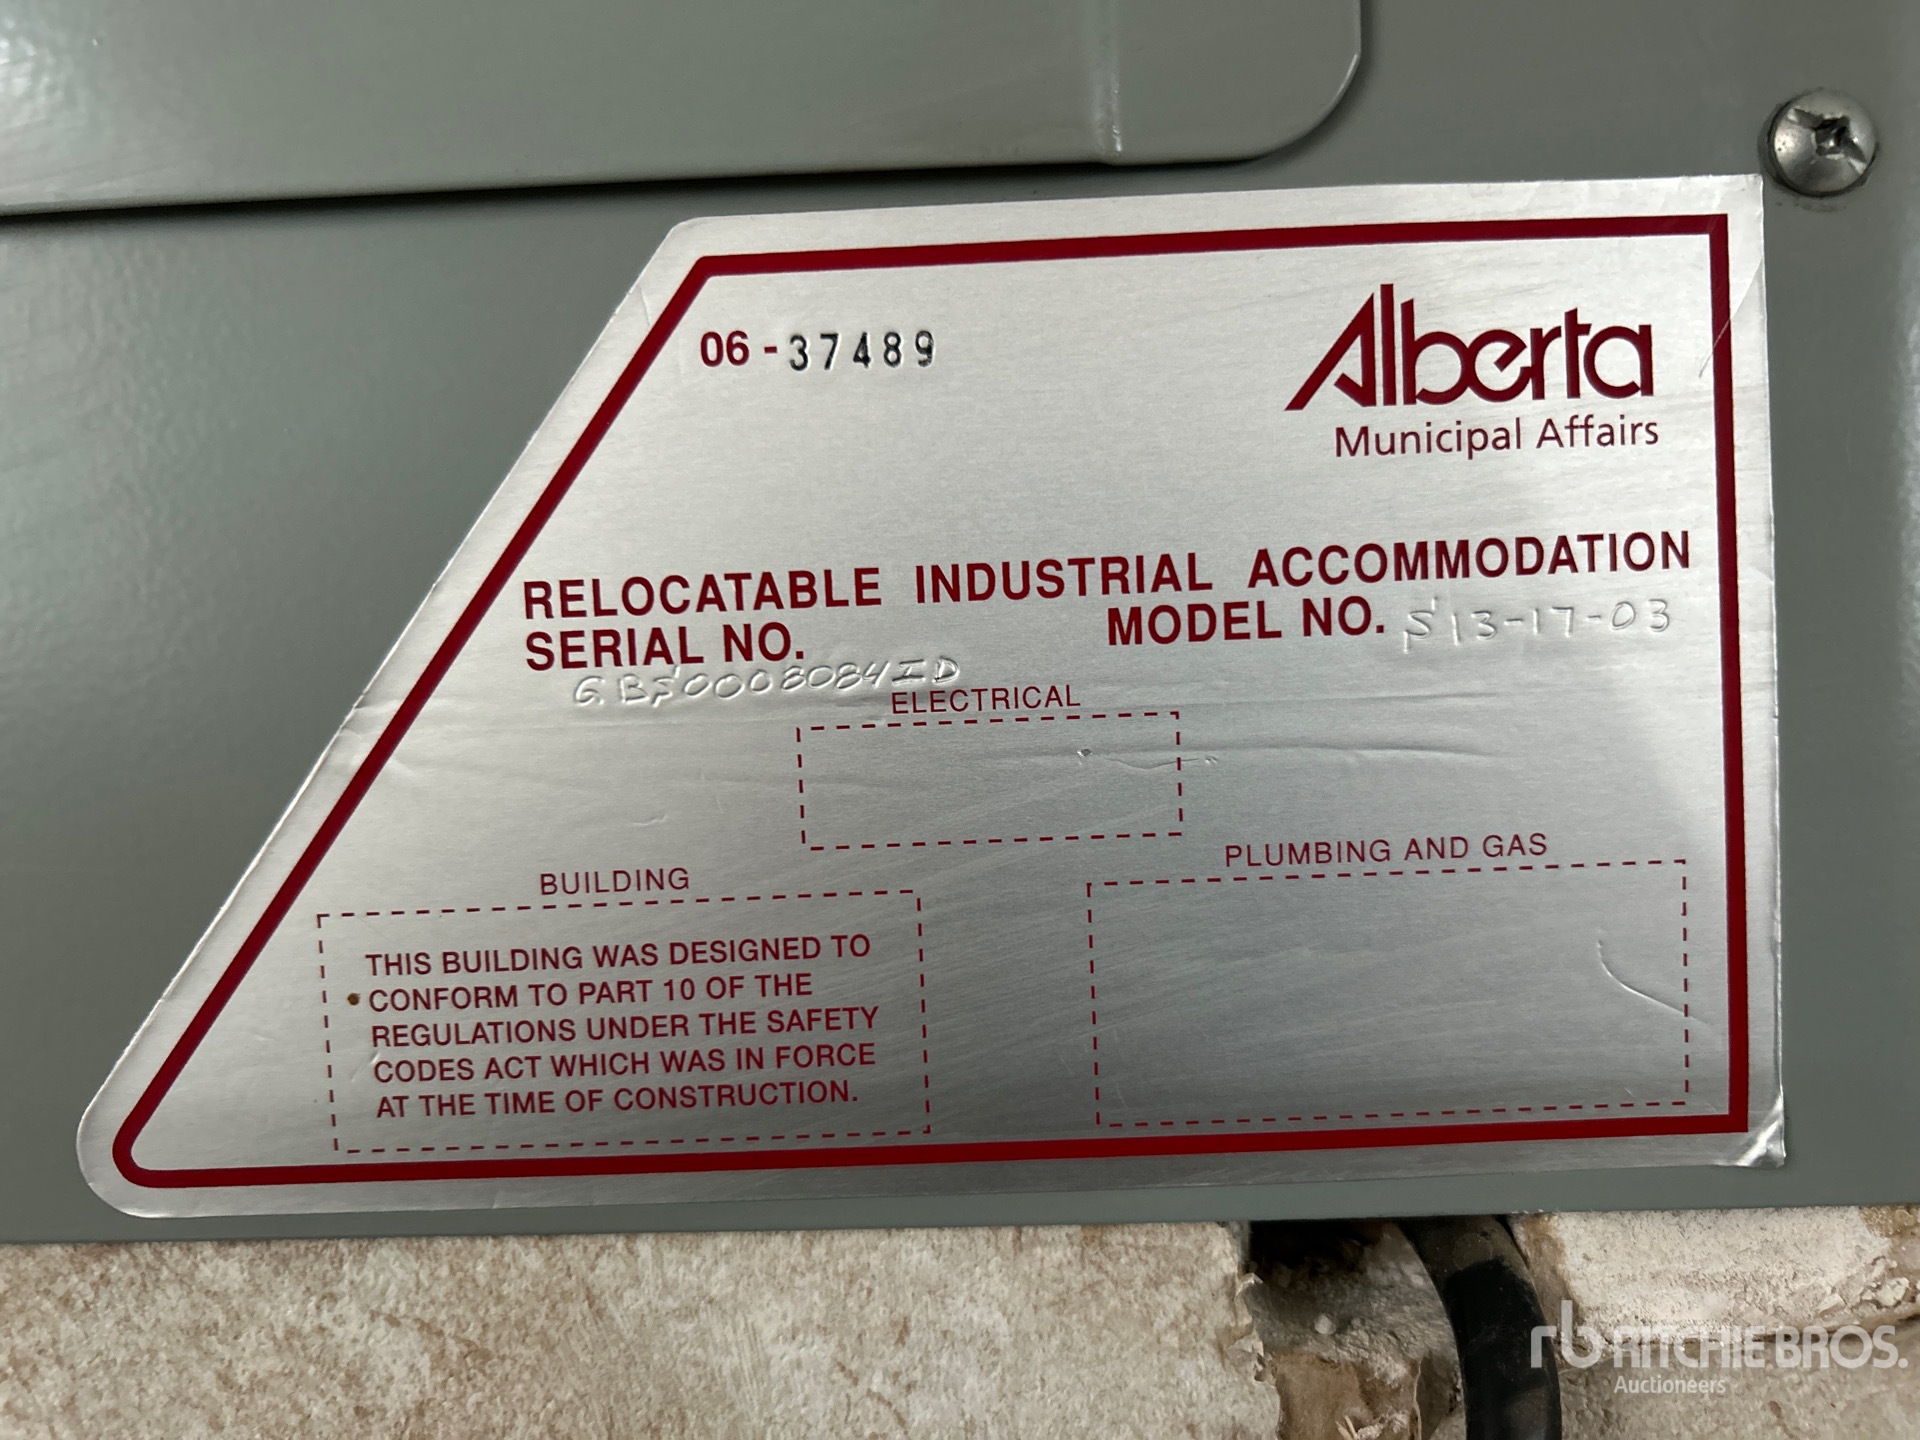 06 - 37489
Alberta
Municipal Affairs
RELOCATABLE INDUSTRIAL ACCOMMODATION
SERIAL NO. MODEL NO. S13-17-03
GBS0008084ID
ELECTRICAL
BUILDING
PLUMBING AND GAS
THIS BUILDING WAS DESIGNED TO
CONFORM TO PART 10 OF THE
REGULATIONS UNDER THE SAFETY
CODES ACT WHICH WAS IN FORCE
AT THE TIME OF CONSTRUCTION.
rb RITCHIE BROS.
Auctioneers